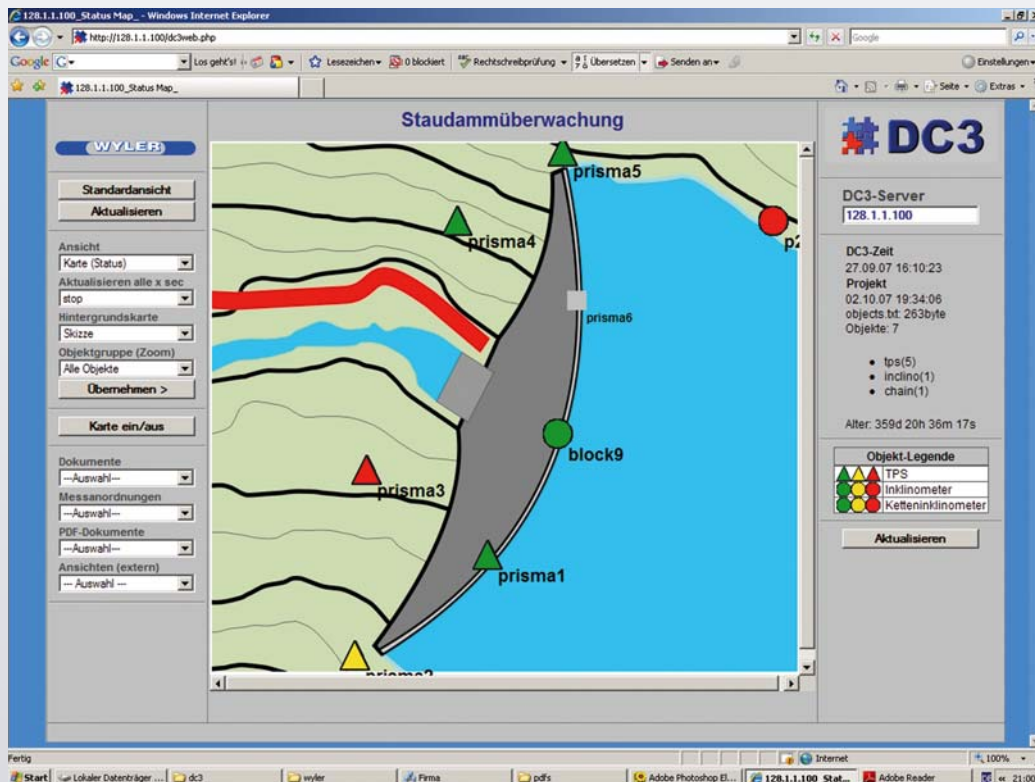 128.1.1.100_Status Map_ - Windows Internet Explorer
http://128.1.1.100/dc3web.php
Google
Google
Los geht's!
Lesezeichen
0 blockiert
Rechtschreibprüfung
Übersetzen
Senden an
Einstellungen
128.1.1.100_Status Map_
Seite
Extras
WYLER
Standardansicht
Aktualisieren
Ansicht
Karte (Status)
Aktualisieren alle x sec
stop
Hintergrundskarte
Skizze
Objektgruppe (Zoom)
Alle Objekte
Übernehmen >
Karte ein/aus
Dokumente
---Auswahl---
Messanordnungen
---Auswahl---
PDF-Dokumente
---Auswahl---
Ansichten (extern)
--- Auswahl ---
Staudammüberwachung
prisma5
prisma4
p2
prisma6
block9
prisma3
prisma1
prisma2
DC3
DC3-Server
128.1.1.100
DC3-Zeit
27.09.07 16:10:23
Projekt
02.10.07 19:34:06
objects.txt: 263byte
Objekte: 7
• tps(5)
• inclino(1)
• chain(1)
Alter: 359d 20h 36m 17s
Objekt-Legende
TPS
Inklinometer
Ketteninklinometer
Aktualisieren
Fertig
Internet
100%
Start
Lokaler Datenträger ...
dc3
wyler
Firma
pdfs
Adobe Photoshop El...
128.1.1.100_Stat...
Adobe Reader